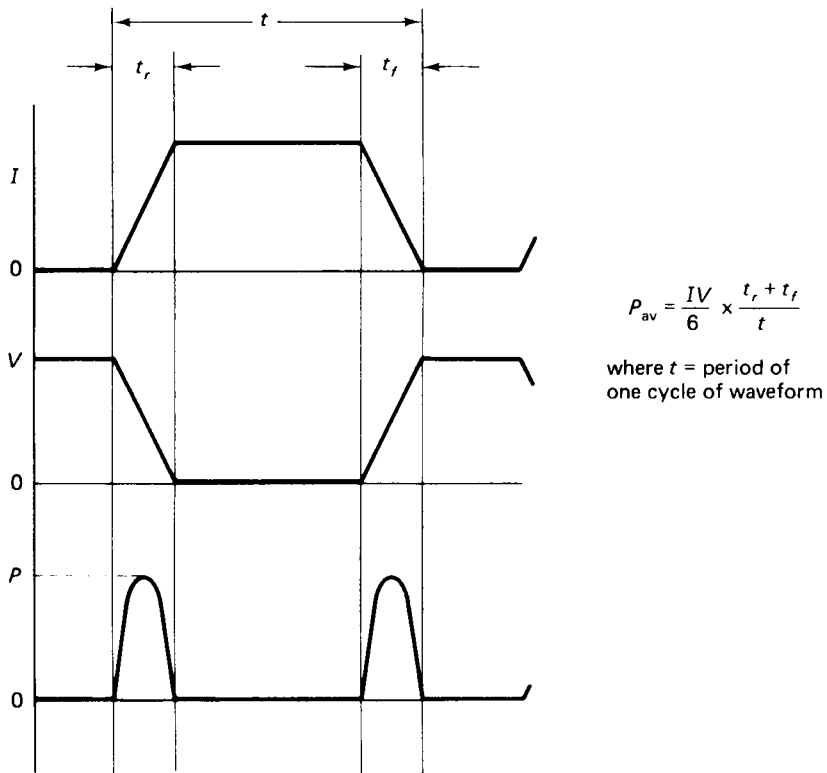 t
t_r
t_f
I
0
V
0
P
0
P_av = IV/6 x (t_r + t_f)/t
where t = period of
one cycle of waveform